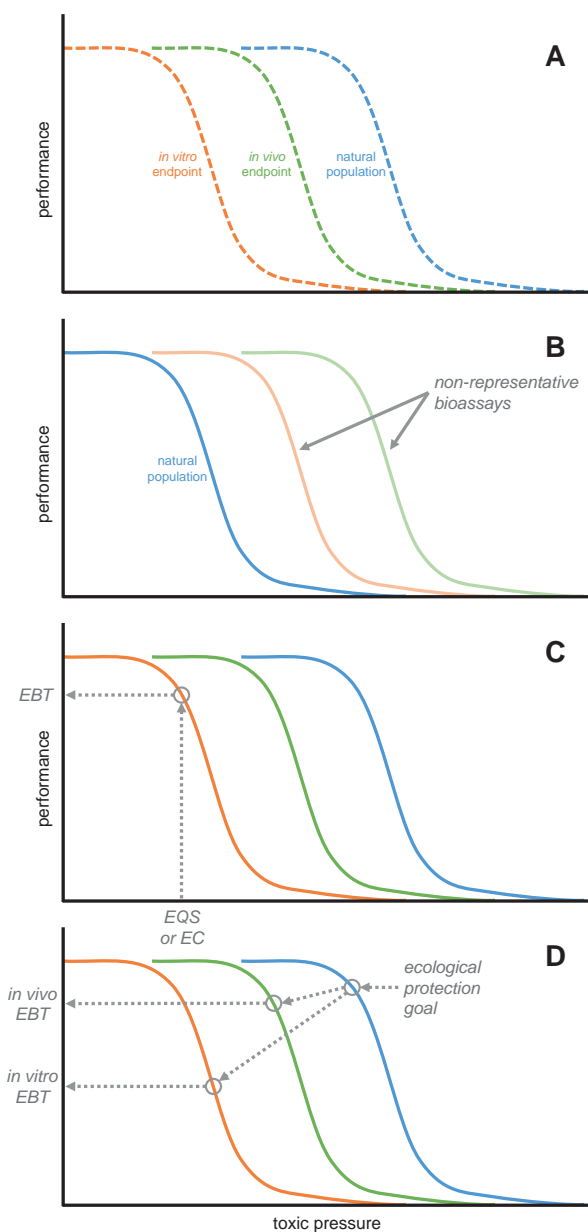 A
performance
in vitro
endpoint
in vivo
endpoint
natural
population
B
performance
non-representative
bioassays
natural
population
C
performance
EBT
EQS
or EC
D
in vivo
EBT
in vitro
EBT
ecological
protection
goal
toxic pressure